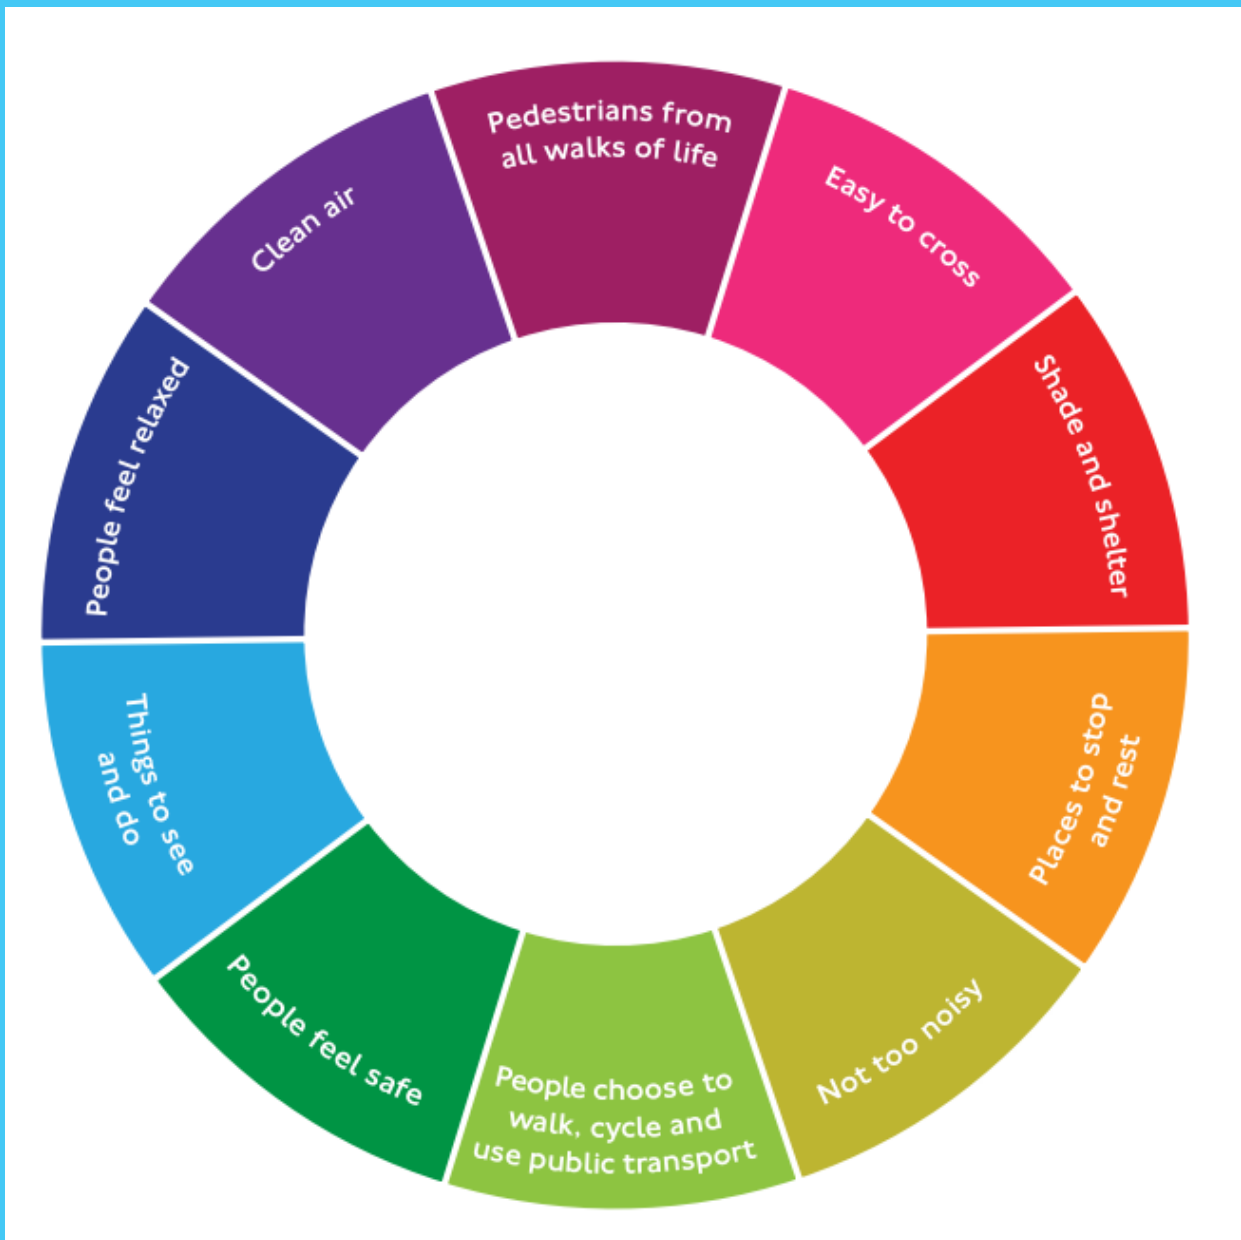 Pedestrians from
all walks of life
Easy to cross
Shade and shelter
Places to stop
and rest
Not too noisy
People choose to
walk, cycle and
use public transport
People feel safe
Things to see
and do
People feel relaxed
Clean air